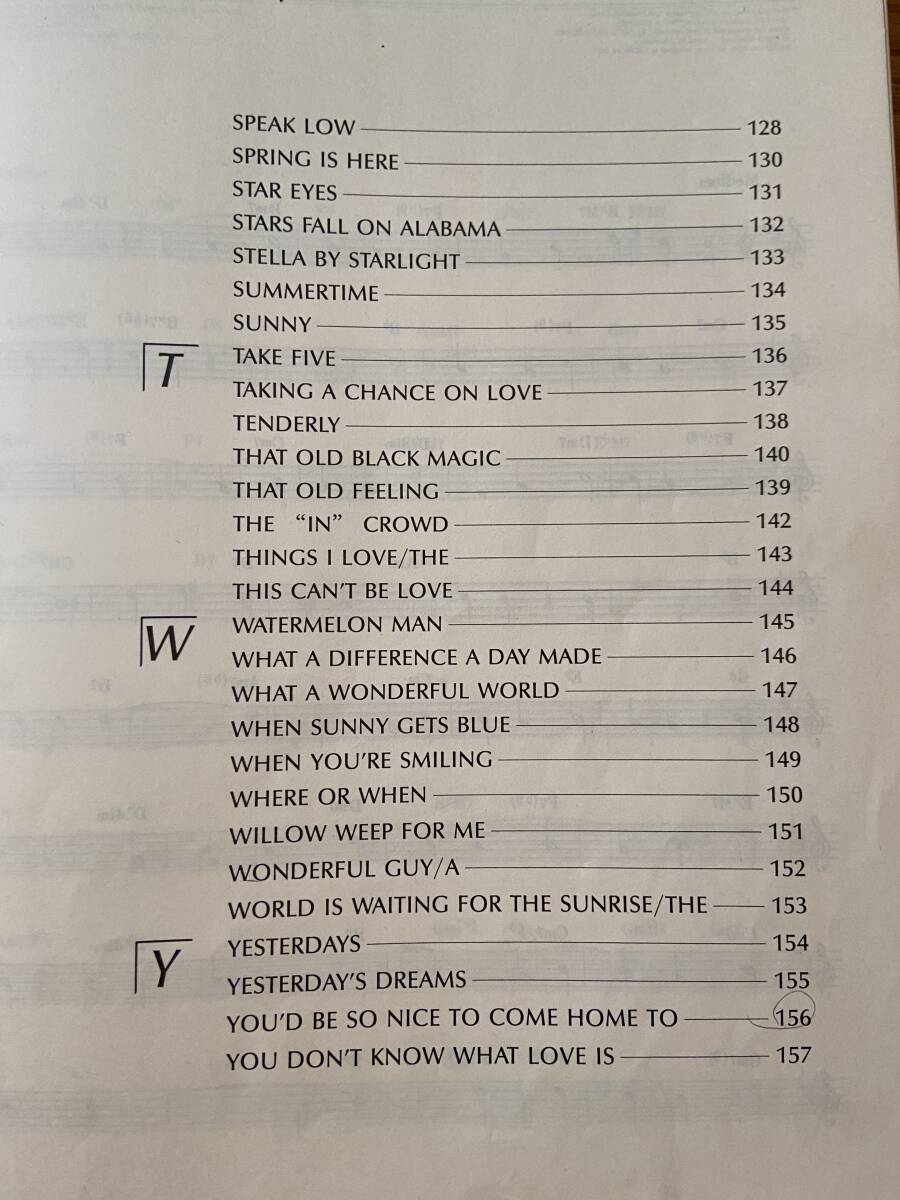 SPEAK LOW 128
SPRING IS HERE 130
STAR EYES 131
STARS FALL ON ALABAMA 132
STELLA BY STARLIGHT 133
SUMMERTIME 134
SUNNY 135
T TAKE FIVE 136
TAKING A CHANCE ON LOVE 137
TENDERLY 138
THAT OLD BLACK MAGIC 140
THAT OLD FEELING 139
THE “IN” CROWD 142
THINGS I LOVE/THE 143
THIS CAN'T BE LOVE 144
W WATERMELON MAN 145
WHAT A DIFFERENCE A DAY MADE 146
WHAT A WONDERFUL WORLD 147
WHEN SUNNY GETS BLUE 148
WHEN YOU'RE SMILING 149
WHERE OR WHEN 150
WILLOW WEEP FOR ME 151
WONDERFUL GUY/A 152
WORLD IS WAITING FOR THE SUNRISE/THE 153
Y YESTERDAYS 154
YESTERDAY'S DREAMS 155
YOU'D BE SO NICE TO COME HOME TO 156
YOU DON'T KNOW WHAT LOVE IS 157